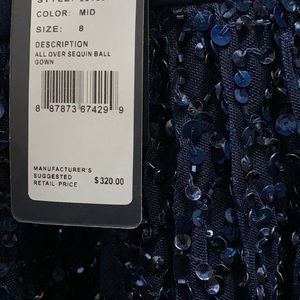 COLOR: MID
SIZE: 8
DESCRIPTION
ALL OVER SEQUIN BALL
GOWN
8 87873 67429 9
MANUFACTURER'S
SUGGESTED
RETAIL PRICE $320.00